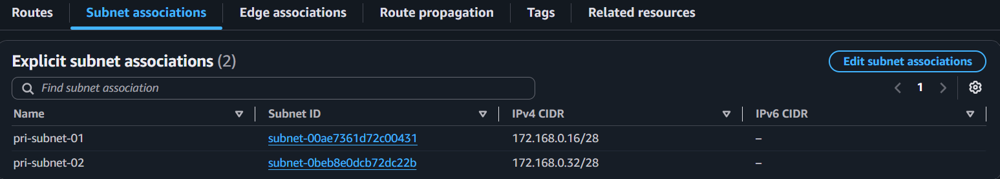 Routes Subnet associations Edge associations Route propagation Tags Related resources
Explicit subnet associations (2)
Edit subnet associations
Find subnet association
1
Name Subnet ID IPv4 CIDR IPv6 CIDR
pri-subnet-01 subnet-00ae7361d72c00431 172.168.0.16/28 –
pri-subnet-02 subnet-0beb8e0dcb72dc22b 172.168.0.32/28 –